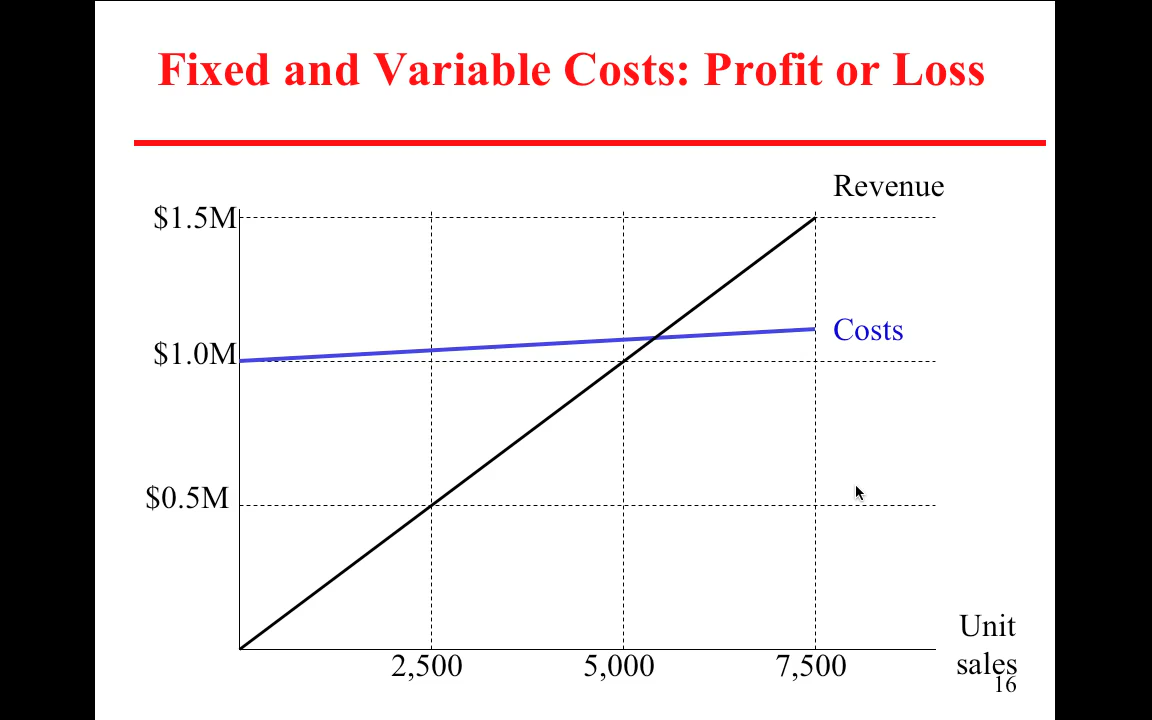 Fixed and Variable Costs: Profit or Loss
Revenue
$1.5M
Costs
$1.0M
$0.5M
Unit
sales
2,500
5,000
7,500
16